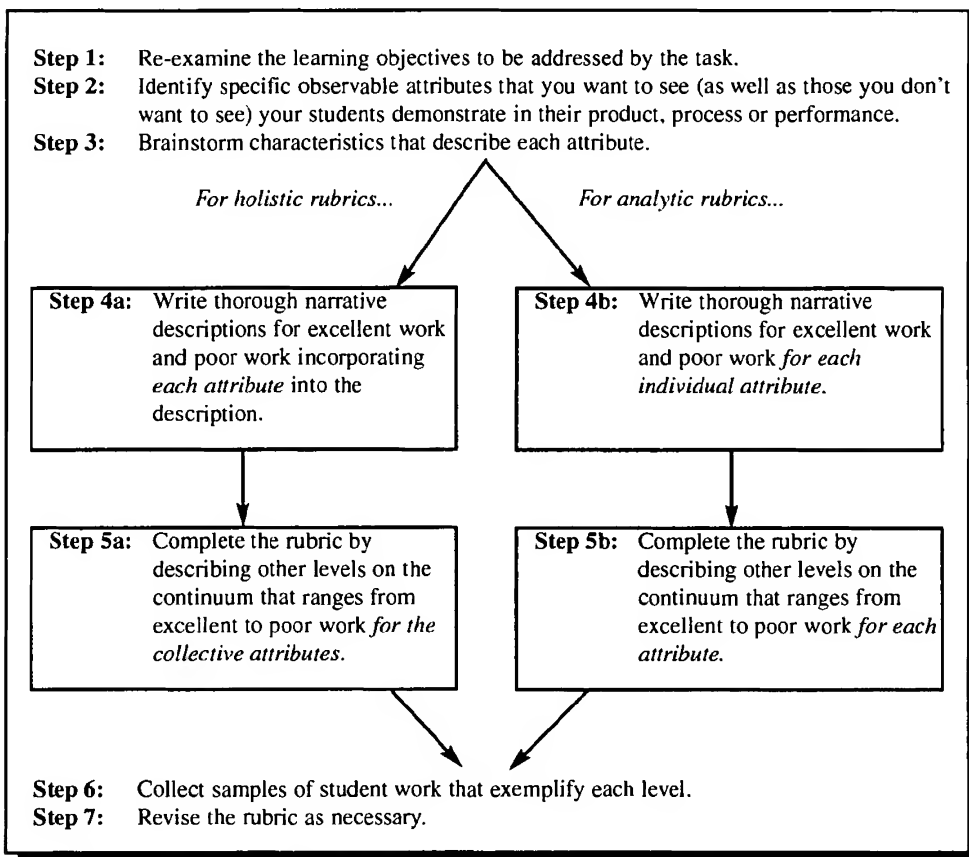 Step 1: Re-examine the learning objectives to be addressed by the task.
Step 2: Identify specific observable attributes that you want to see (as well as those you don't
want to see) your students demonstrate in their product, process or performance.
Step 3: Brainstorm characteristics that describe each attribute.
For holistic rubrics...
For analytic rubrics...
Step 4a: Write thorough narrative
descriptions for excellent work
and poor work incorporating
each attribute into the
description.
Step 4b: Write thorough narrative
descriptions for excellent work
and poor work for each
individual attribute.
Step 5a: Complete the rubric by
describing other levels on the
continuum that ranges from
excellent to poor work for the
collective attributes.
Step 5b: Complete the rubric by
describing other levels on the
continuum that ranges from
excellent to poor work for each
attribute.
Step 6: Collect samples of student work that exemplify each level.
Step 7: Revise the rubric as necessary.